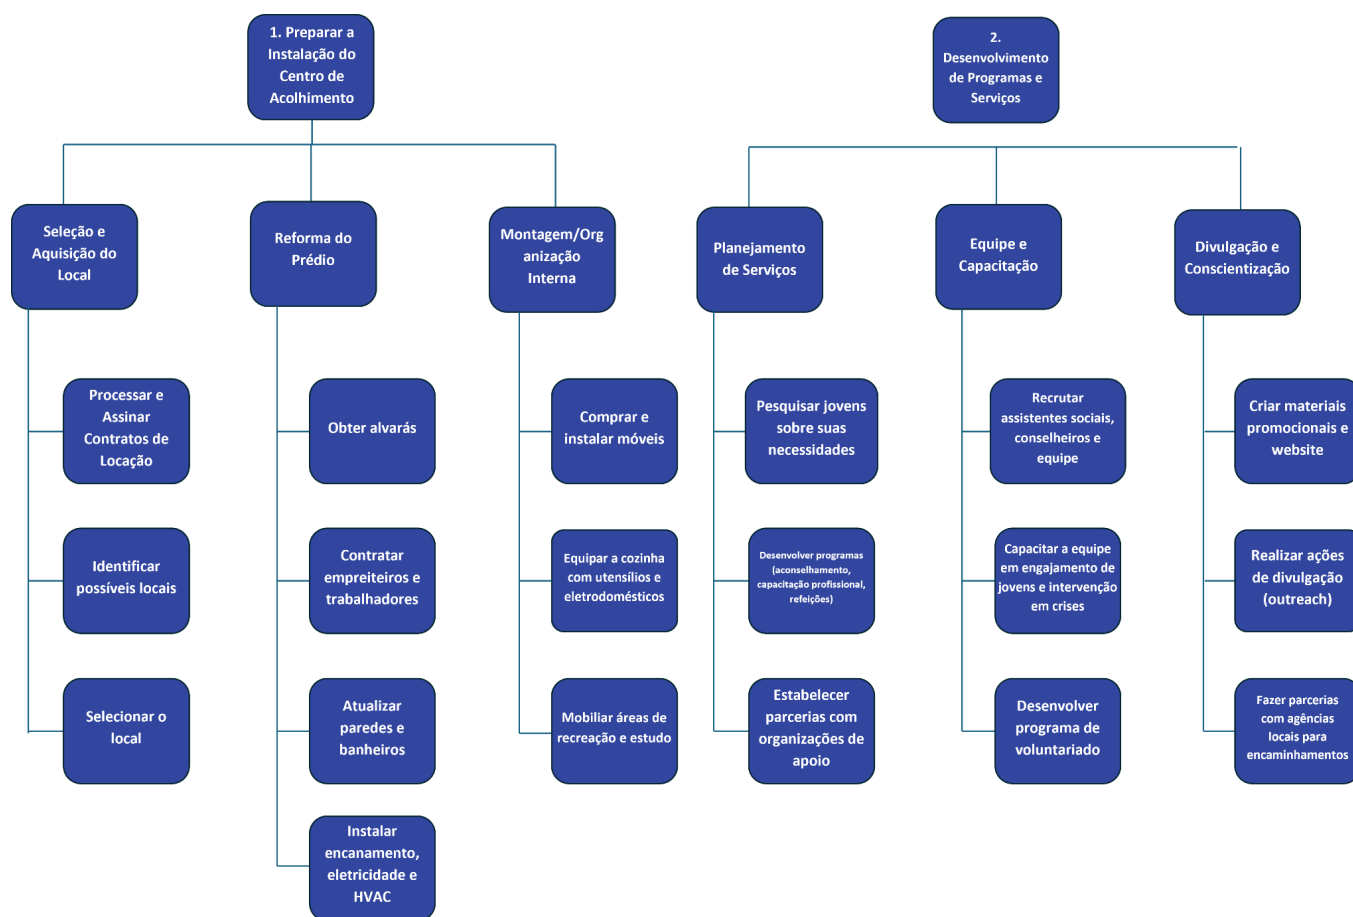 1. Preparar a
Instalação do
Centro de
Acolhimento
2.
Desenvolvimento
de Programas e
Serviços
Seleção e
Aquisição do
Local
Reforma do
Prédio
Montagem/Org
anização
Interna
Planejamento
de Serviços
Equipe e
Capacitação
Divulgação e
Conscientização
Processar e
Assinar
Contratos de
Locação
Obter alvarás
Comprar e
instalar móveis
Pesquisar jovens
sobre suas
necessidades
Recrutar
assistentes sociais,
conselheiros e
equipe
Criar materiais
promocionais e
website
Identificar
possíveis locais
Contratar
empreiteiros e
trabalhadores
Equipar a cozinha
com utensílios e
eletrodomésticos
Desenvolver programas
(aconselhamento,
capacitação profissional,
refeições)
Capacitar a equipe
em engajamento de
jovens e intervenção
em crises
Realizar ações
de divulgação
(outreach)
Selecionar o
local
Atualizar
paredes e
banheiros
Mobiliar áreas de
recreação e estudo
Estabelecer
parcerias com
organizações de
apoio
Desenvolver
programa de
voluntariado
Fazer parcerias
com agências
locais para
encaminhamentos
Instalar
encanamento,
eletricidade e
HVAC